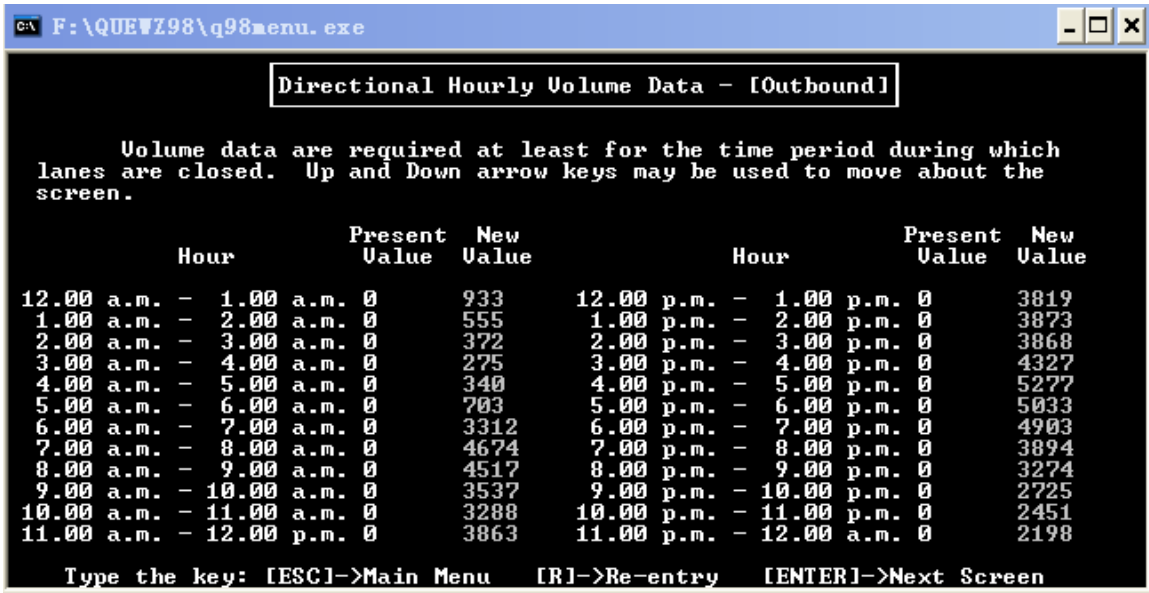 F:\QUEWZ98\q98menu.exe
Directional Hourly Volume Data - [Outbound]
Volume data are required at least for the time period during which
lanes are closed. Up and Down arrow keys may be used to move about the
screen.
Present New Present New
Hour Value Value Hour Value Value
12.00 a.m. - 1.00 a.m. 0 933 12.00 p.m. - 1.00 p.m. 0 3819
1.00 a.m. - 2.00 a.m. 0 555 1.00 p.m. - 2.00 p.m. 0 3873
2.00 a.m. - 3.00 a.m. 0 372 2.00 p.m. - 3.00 p.m. 0 3868
3.00 a.m. - 4.00 a.m. 0 275 3.00 p.m. - 4.00 p.m. 0 4327
4.00 a.m. - 5.00 a.m. 0 340 4.00 p.m. - 5.00 p.m. 0 5277
5.00 a.m. - 6.00 a.m. 0 703 5.00 p.m. - 6.00 p.m. 0 5033
6.00 a.m. - 7.00 a.m. 0 3312 6.00 p.m. - 7.00 p.m. 0 4903
7.00 a.m. - 8.00 a.m. 0 4674 7.00 p.m. - 8.00 p.m. 0 3894
8.00 a.m. - 9.00 a.m. 0 4517 8.00 p.m. - 9.00 p.m. 0 3274
9.00 a.m. - 10.00 a.m. 0 3537 9.00 p.m. - 10.00 p.m. 0 2725
10.00 a.m. - 11.00 a.m. 0 3288 10.00 p.m. - 11.00 p.m. 0 2451
11.00 a.m. - 12.00 p.m. 0 3863 11.00 p.m. - 12.00 a.m. 0 2198
Type the key: [ESC]->Main Menu [R]->Re-entry [ENTER]->Next Screen